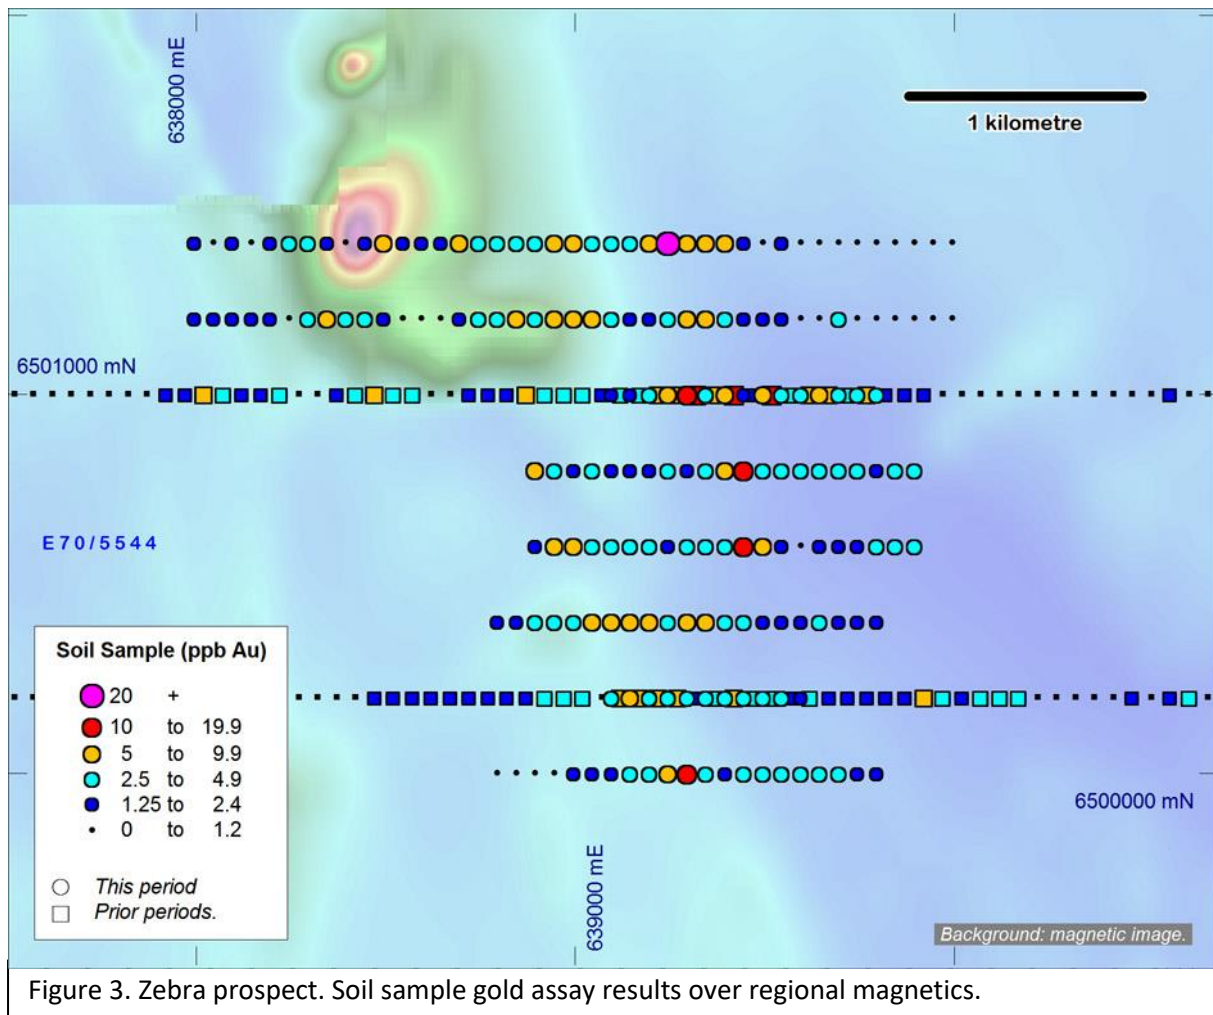 638000 mE
1 kilometre
6501000 mN
E70/5544
Soil Sample (ppb Au)
20 +
10 to 19.9
5 to 9.9
2.5 to 4.9
1.25 to 2.4
0 to 1.2
This period
Prior periods.
6500000 mN
639000 mE
Background: magnetic image.
Figure 3. Zebra prospect. Soil sample gold assay results over regional magnetics.